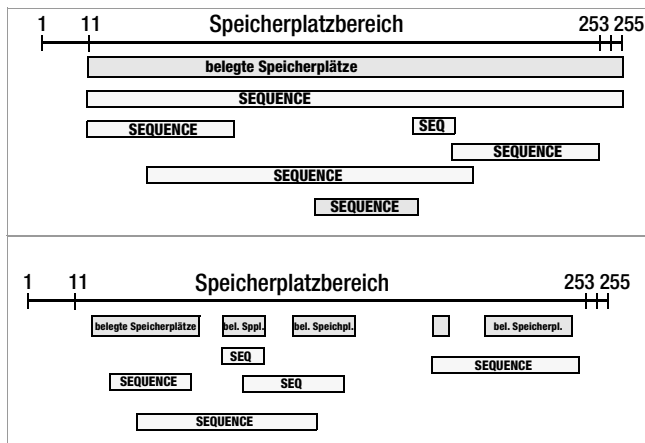 1 11 Speicherplatzbereich 253 255
belegte Speicherplätze
SEQUENCE
SEQUENCE SEQ
SEQUENCE
SEQUENCE
SEQUENCE
1 11 Speicherplatzbereich 253 255
belegte Speicherplätze bel. Sppl. bel. Speichpl. bel. Speicherpl.
SEQ
SEQUENCE
SEQUENCE SEQ
SEQUENCE